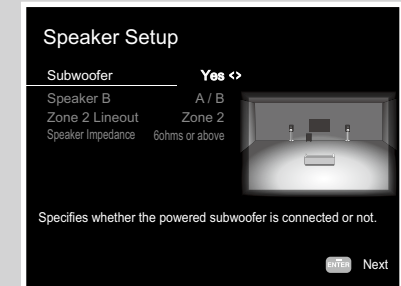 Speaker Setup
Subwoofer Yes <>
Speaker B A / B
Zone 2 Lineout Zone 2
Speaker Impedance 6ohms or above
Specifies whether the powered subwoofer is connected or not.
ENTER Next